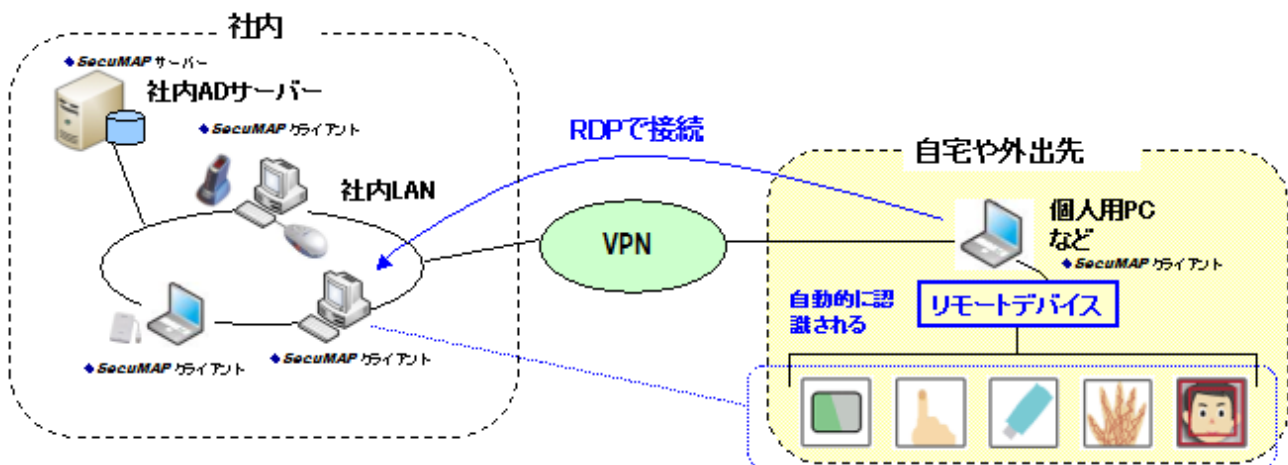 社内
◆SecuMAP サーバー
社内ADサーバー
◆SecuMAP クライアント
社内LAN
◆SecuMAP クライアント
◆SecuMAP クライアント
RDPで接続
VPN
自宅や外出先
個人用PC
など
◆SecuMAP クライアント
自動的に認
識される
リモートデバイス